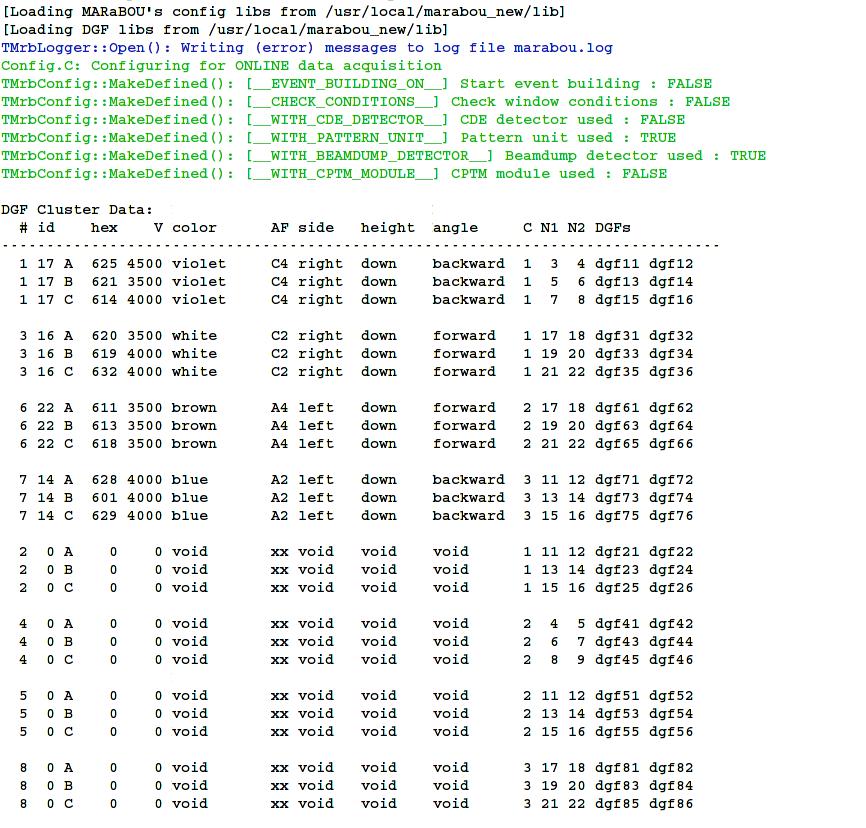 [Loading MARaBOU's config libs from /usr/local/marabou_new/lib]
[Loading DGF libs from /usr/local/marabou_new/lib]
TMrbLogger::Open(): Writing (error) messages to log file marabou.log
Config.C: Configuring for ONLINE data acquisition
TMrbConfig::MakeDefined(): [__EVENT_BUILDING_ON__] Start event building : FALSE
TMrbConfig::MakeDefined(): [__CHECK_CONDITIONS__] Check window conditions : FALSE
TMrbConfig::MakeDefined(): [__WITH_CDE_DETECTOR__] CDE detector used : FALSE
TMrbConfig::MakeDefined(): [__WITH_PATTERN_UNIT__] Pattern unit used : TRUE
TMrbConfig::MakeDefined(): [__WITH_BEAMDUMP_DETECTOR__] Beamdump detector used : TRUE
TMrbConfig::MakeDefined(): [__WITH_CPTM_MODULE__] CPTM module used : FALSE
DGF Cluster Data:
# id hex V color AF side height angle C N1 N2 DGFs
--------------------------------------------------------------------------------
1 17 A 625 4500 violet C4 right down backward 1 3 4 dgf11 dgf12
1 17 B 621 3500 violet C4 right down backward 1 5 6 dgf13 dgf14
1 17 C 614 4000 violet C4 right down backward 1 7 8 dgf15 dgf16
3 16 A 620 3500 white C2 right down forward 1 17 18 dgf31 dgf32
3 16 B 619 4000 white C2 right down forward 1 19 20 dgf33 dgf34
3 16 C 632 4000 white C2 right down forward 1 21 22 dgf35 dgf36
6 22 A 611 3500 brown A4 left down forward 2 17 18 dgf61 dgf62
6 22 B 613 3500 brown A4 left down forward 2 19 20 dgf63 dgf64
6 22 C 618 3500 brown A4 left down forward 2 21 22 dgf65 dgf66
7 14 A 628 4000 blue A2 left down backward 3 11 12 dgf71 dgf72
7 14 B 601 4000 blue A2 left down backward 3 13 14 dgf73 dgf74
7 14 C 629 4000 blue A2 left down backward 3 15 16 dgf75 dgf76
2 0 A 0 0 void xx void void void 1 11 12 dgf21 dgf22
2 0 B 0 0 void xx void void void 1 13 14 dgf23 dgf24
2 0 C 0 0 void xx void void void 1 15 16 dgf25 dgf26
4 0 A 0 0 void xx void void void 2 4 5 dgf41 dgf42
4 0 B 0 0 void xx void void void 2 6 7 dgf43 dgf44
4 0 C 0 0 void xx void void void 2 8 9 dgf45 dgf46
5 0 A 0 0 void xx void void void 2 11 12 dgf51 dgf52
5 0 B 0 0 void xx void void void 2 13 14 dgf53 dgf54
5 0 C 0 0 void xx void void void 2 15 16 dgf55 dgf56
8 0 A 0 0 void xx void void void 3 17 18 dgf81 dgf82
8 0 B 0 0 void xx void void void 3 19 20 dgf83 dgf84
8 0 C 0 0 void xx void void void 3 21 22 dgf85 dgf86